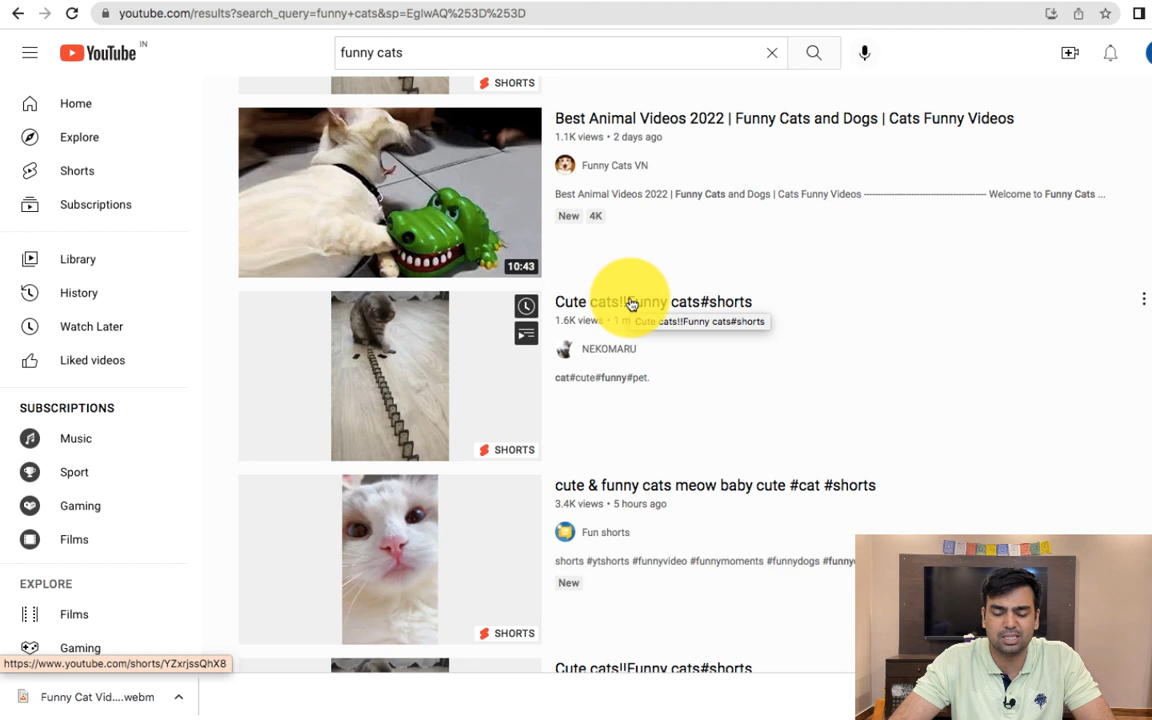 youtube.com/results?search_query=funny+cats&sp=EgIwAQ%253D%253D
YouTube IN
funny cats
SHORTS
Home
Explore
Shorts
Subscriptions
Library
History
Watch Later
Liked videos
SUBSCRIPTIONS
Music
Sport
Gaming
Films
EXPLORE
Films
Gaming
Best Animal Videos 2022 | Funny Cats and Dogs | Cats Funny Videos
1.1K views • 2 days ago
Funny Cats VN
Best Animal Videos 2022 | Funny Cats and Dogs | Cats Funny Videos ---------------------------------------- Welcome to Funny Cats ...
New 4K
10:43
Cute cats!!Funny cats#shorts
1.6K views • 1 m
Cute cats!!Funny cats#shorts
NEKOMARU
cat#cute#funny#pet.
SHORTS
cute & funny cats meow baby cute #cat #shorts
3.4K views • 5 hours ago
Fun shorts
shorts #ytshorts #funnyvideo #funnymoments #funnydogs #funny
New
SHORTS
Cute cats!!Funny cats#shorts
https://www.youtube.com/shorts/YZxrjssQhX8
Funny Cat Vid....webm